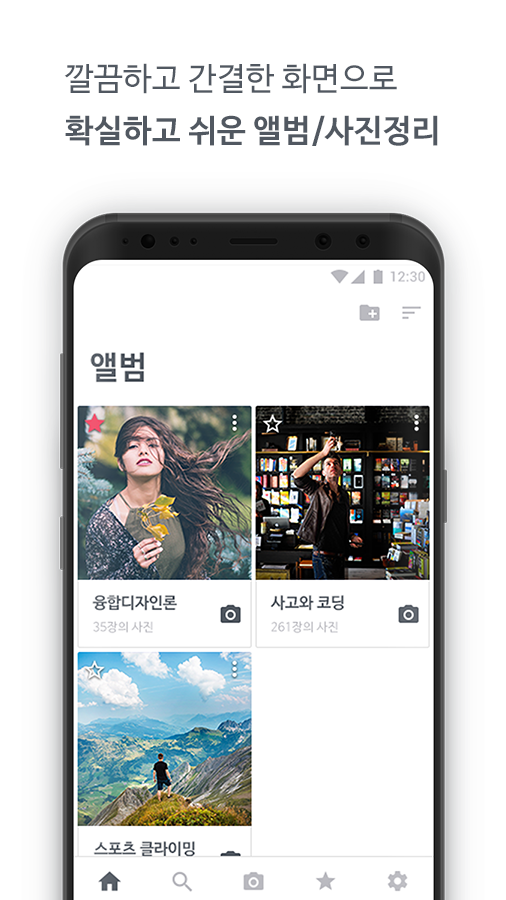 깔끔하고 간결한 화면으로
확실하고 쉬운 앨범/사진정리
12:30
앨범
융합디자인론
35장의 사진
사고와 코딩
261장의 사진
스포츠 클라이밍